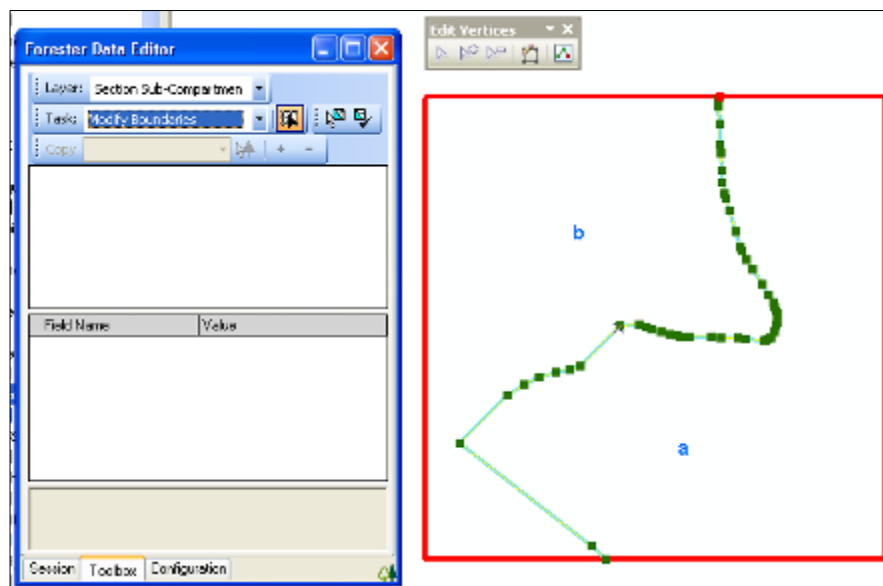 Forester Data Editor
Layer: Section Sub-Compartmen
Task: Modify Boundaries
Copy
Field Name Value
Session Toolbox Configuration
Edit Vertices
b
a